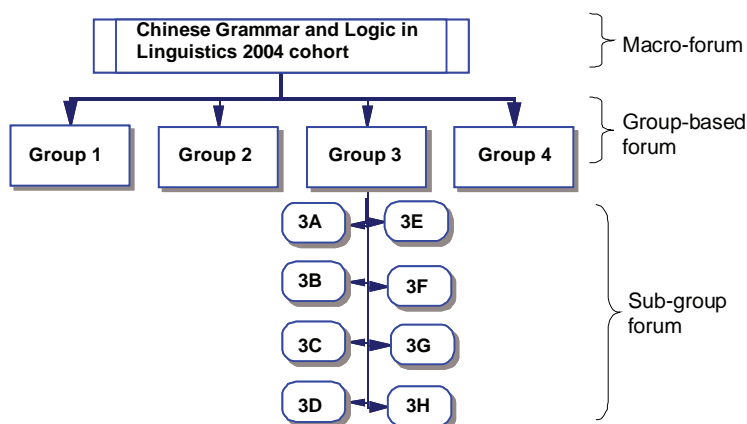 Chinese Grammar and Logic in
Linguistics 2004 cohort
Macro-forum
Group 1
Group 2
Group 3
Group 4
Group-based
forum
3A
3E
3B
3F
3C
3G
3D
3H
Sub-group
forum